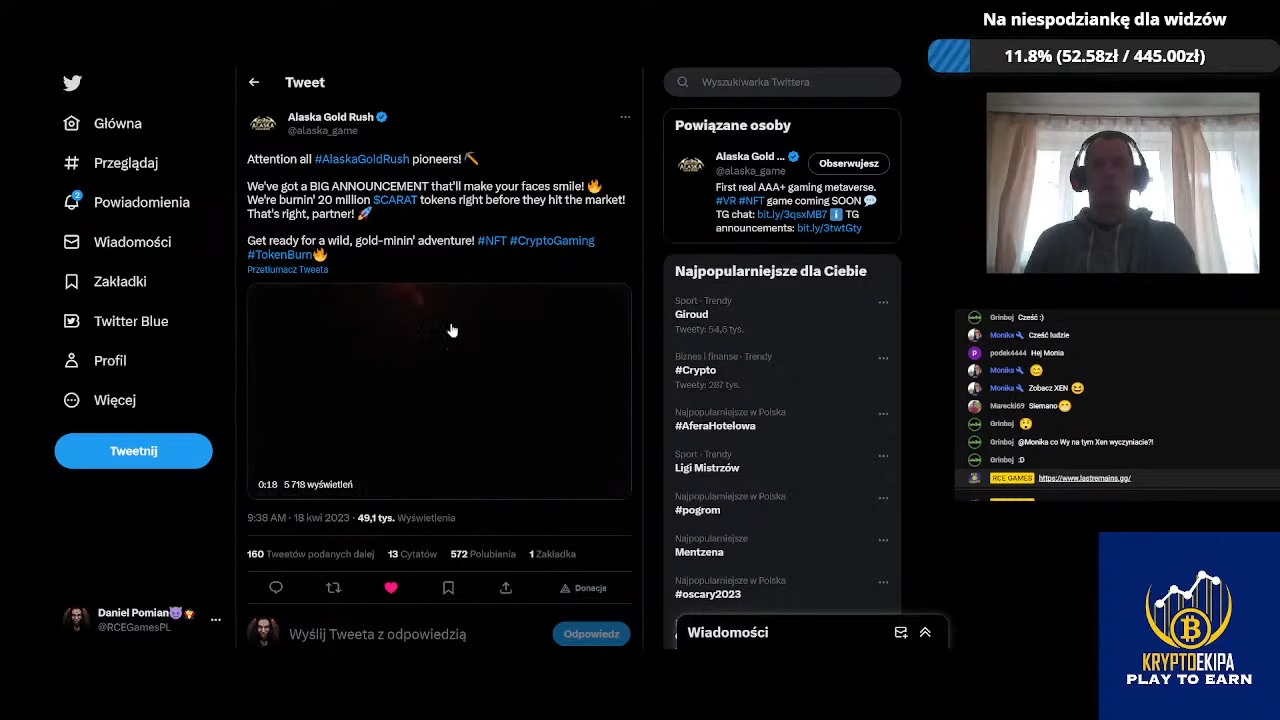 Na niespodziankę dla widzów
11.8% (52.58zł / 445.00zł)
Główna
Przeglądaj
2
Powiadomienia
Wiadomości
Zakładki
Twitter Blue
Profil
Więcej
Tweetnij
Daniel Pomian
@RCEGamesPL
Tweet
Alaska Gold Rush
@alaska_game
Attention all #AlaskaGoldRush pioneers!
We've got a BIG ANNOUNCEMENT that'll make your faces smile!
We're burnin' 20 million $CARAT tokens right before they hit the market!
That's right, partner!
Get ready for a wild, gold-minin' adventure! #NFT #CryptoGaming
#TokenBurn
Przetłumacz Tweeta
0:18 5 718 wyświetleń
9:38 AM · 18 kwi 2023 · 49,1 tys. Wyświetlenia
160 Tweetów podanych dalej 13 Cytatów 572 Polubienia 1 Zakładka
Donacja
Wyślij Tweeta z odpowiedzią
Odpowiedz
Wyszukiwarka Twittera
Powiązane osoby
Alaska Gold ...
@alaska_game
Obserwujesz
First real AAA+ gaming metaverse.
#VR #NFT game coming SOON
TG chat: bit.ly/3qsxMB7 TG
announcements: bit.ly/3twtGty
Najpopularniejsze dla Ciebie
Sport · Trendy
Giroud
Tweety: 54,6 tys.
Biznes i finanse · Trendy
#Crypto
Tweety: 287 tys.
Najpopularniejsze w Polska
#AferaHotelowa
Sport · Trendy
Ligi Mistrzów
Najpopularniejsze w Polska
#pogrom
Najpopularniejsze w Polska
Mentzena
Najpopularniejsze w Polska
#oscary2023
Wiadomości
Grinboj Cześć :)
Monika Cześć ludzie
podek4444 Hej Monia
Monika
Monika Zobacz XEN
Marecki69 Siemano
Grinboj
Grinboj @Monika co Wy na tym Xen wyczyniacie?!
Grinboj :D
RCE GAMES https://www.lastremains.gg/
KRYPTOEKIPA
PLAY TO EARN